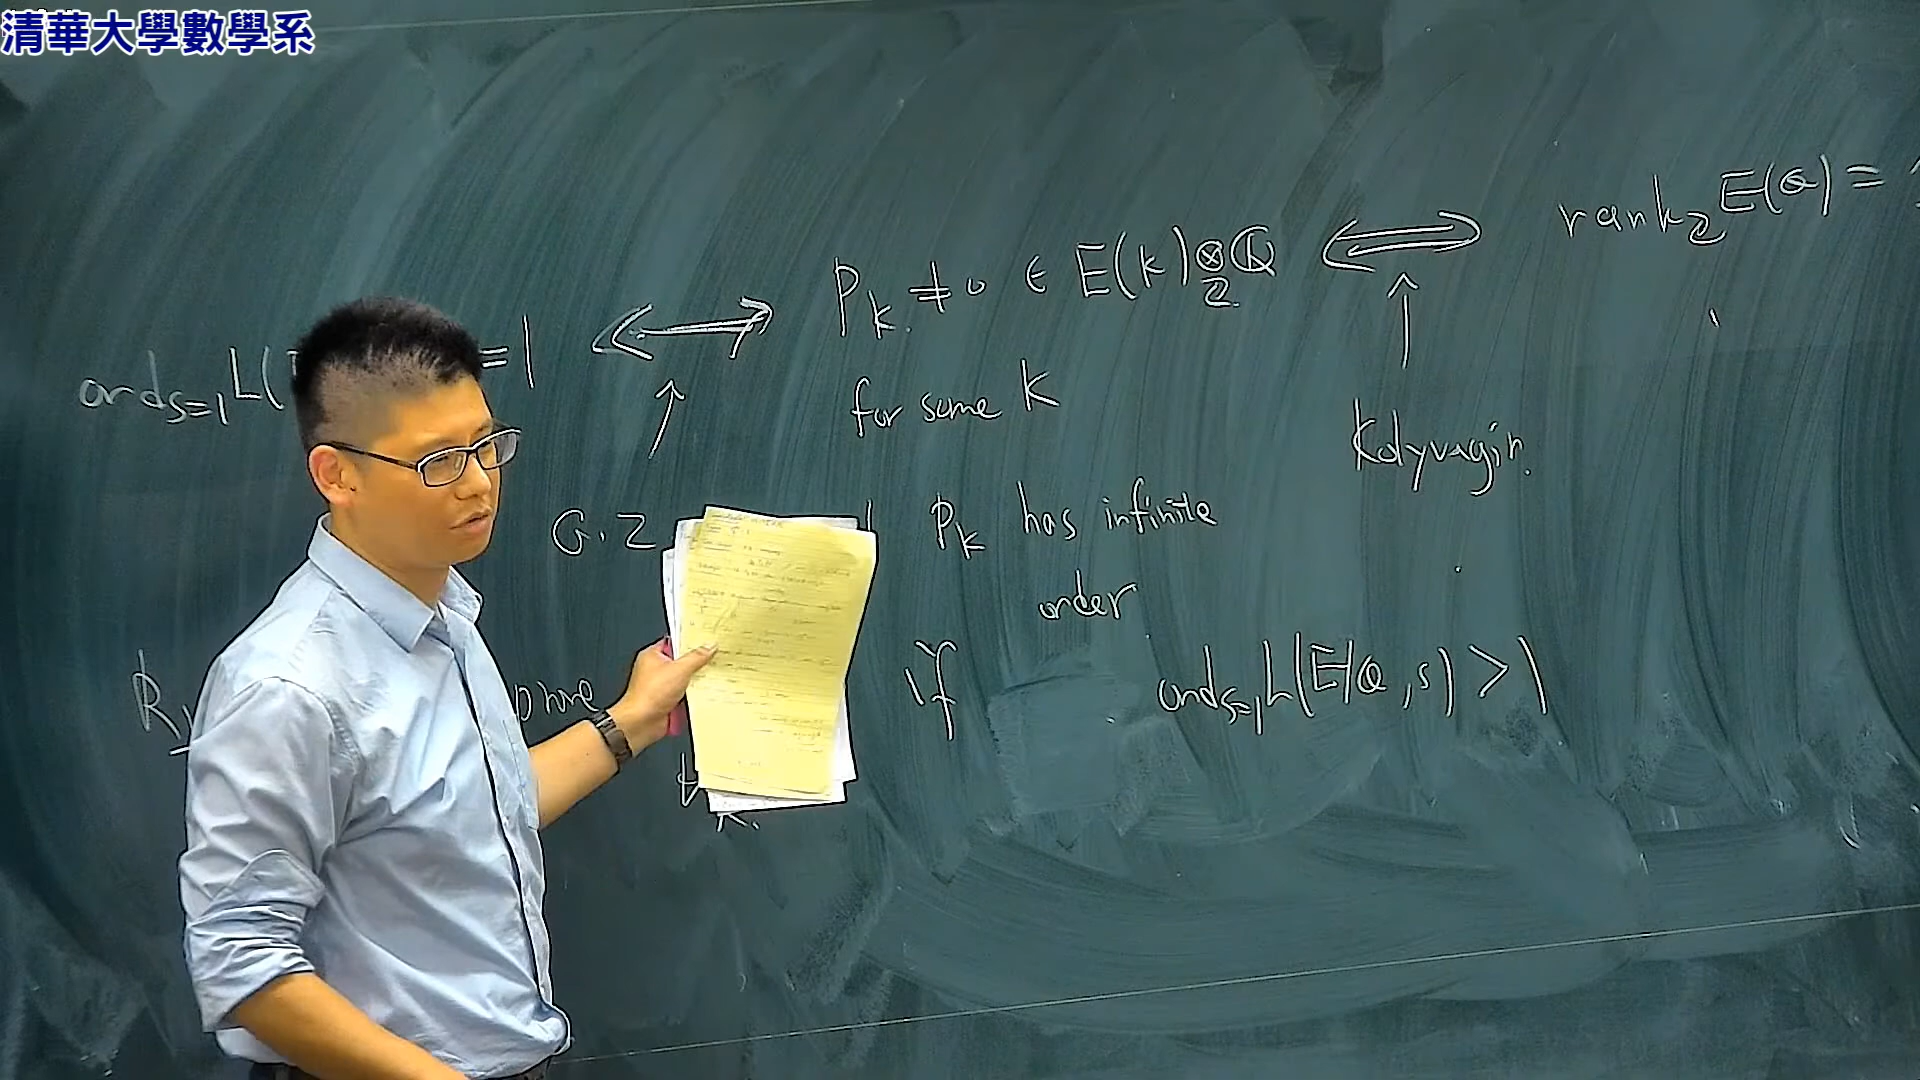 清華大學數學系
ord_{s=1} L( = 1 ⟺ P_K ≠ 0 ∈ E(K) ⊗_Z Q ⟺ rank_Z E(Q) =
↑ for some K ↑
Kolyvagin.
G.Z P_K has infinite
order
if ord_{s=1} L(E/Q, s) > 1